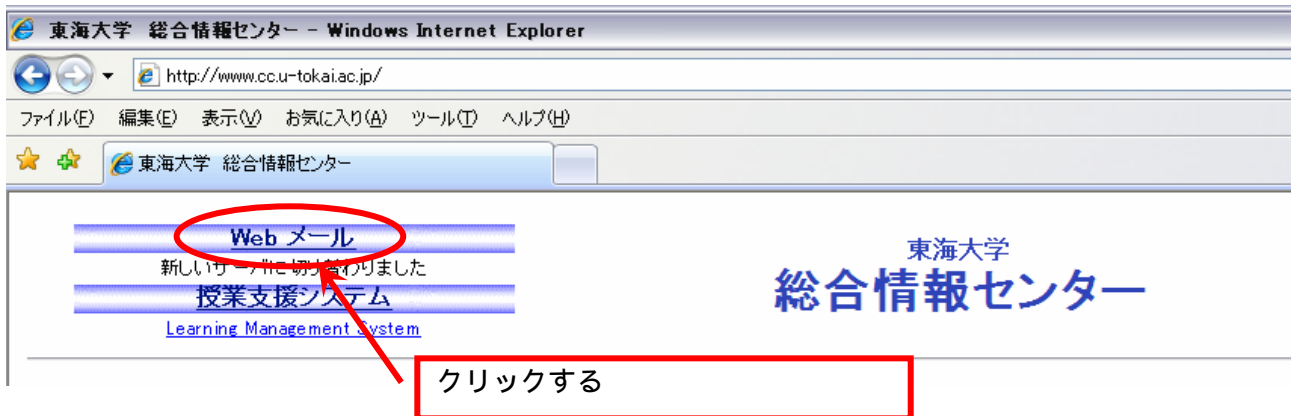 東海大学 総合情報センター - Windows Internet Explorer
http://www.cc.u-tokai.ac.jp/
ファイル(F) 編集(E) 表示(V) お気に入り(A) ツール(T) ヘルプ(H)
東海大学 総合情報センター
Web メール
新しいサーバに切り替わりました
授業支援システム
Learning Management System
東海大学
総合情報センター
クリックする